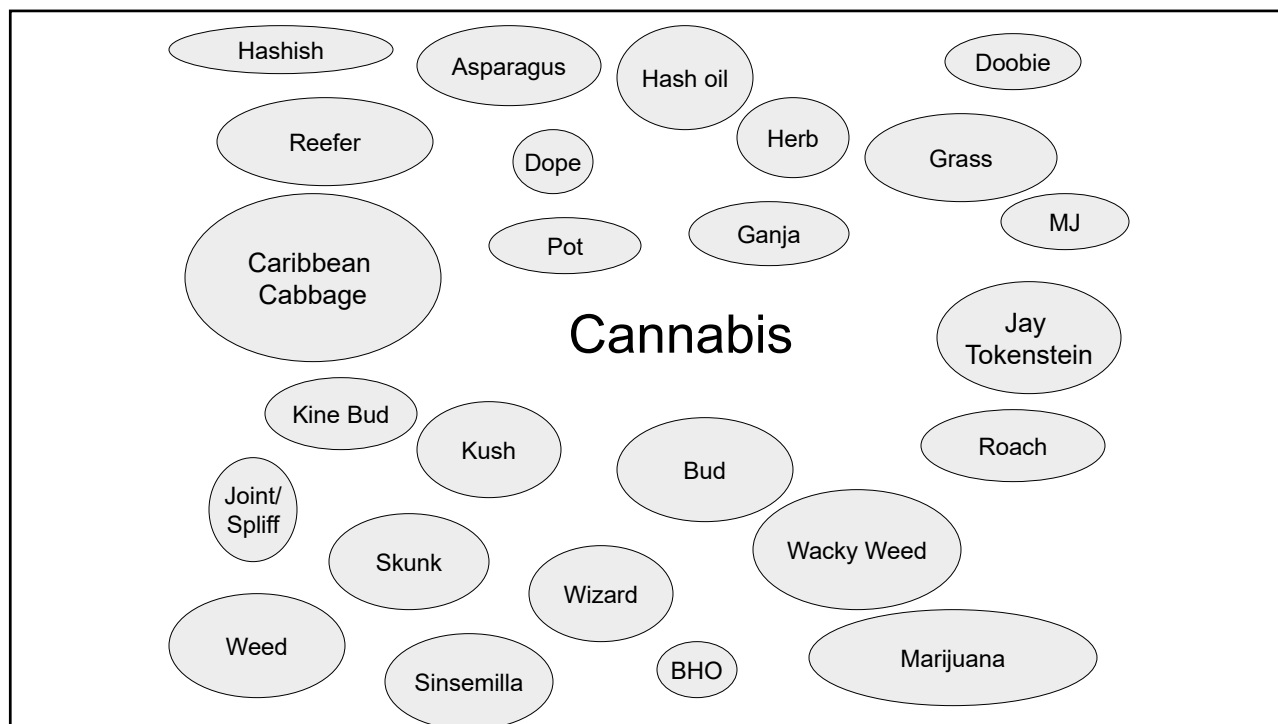 Hashish
Asparagus
Hash oil
Doobie
Reefer
Dope
Herb
Grass
Caribbean
Cabbage
Pot
Ganja
MJ
Cannabis
Jay
Tokenstein
Kine Bud
Kush
Bud
Roach
Joint/
Spliff
Skunk
Wizard
Wacky Weed
Weed
Sinsemilla
BHO
Marijuana